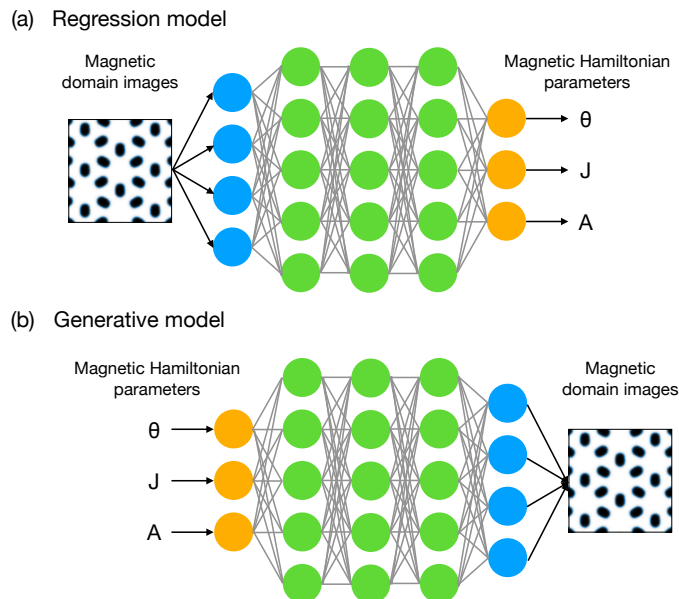 (a) Regression model
Magnetic
domain images
Magnetic Hamiltonian
parameters
θ
J
A
(b) Generative model
Magnetic Hamiltonian
parameters
Magnetic
domain images
θ
J
A